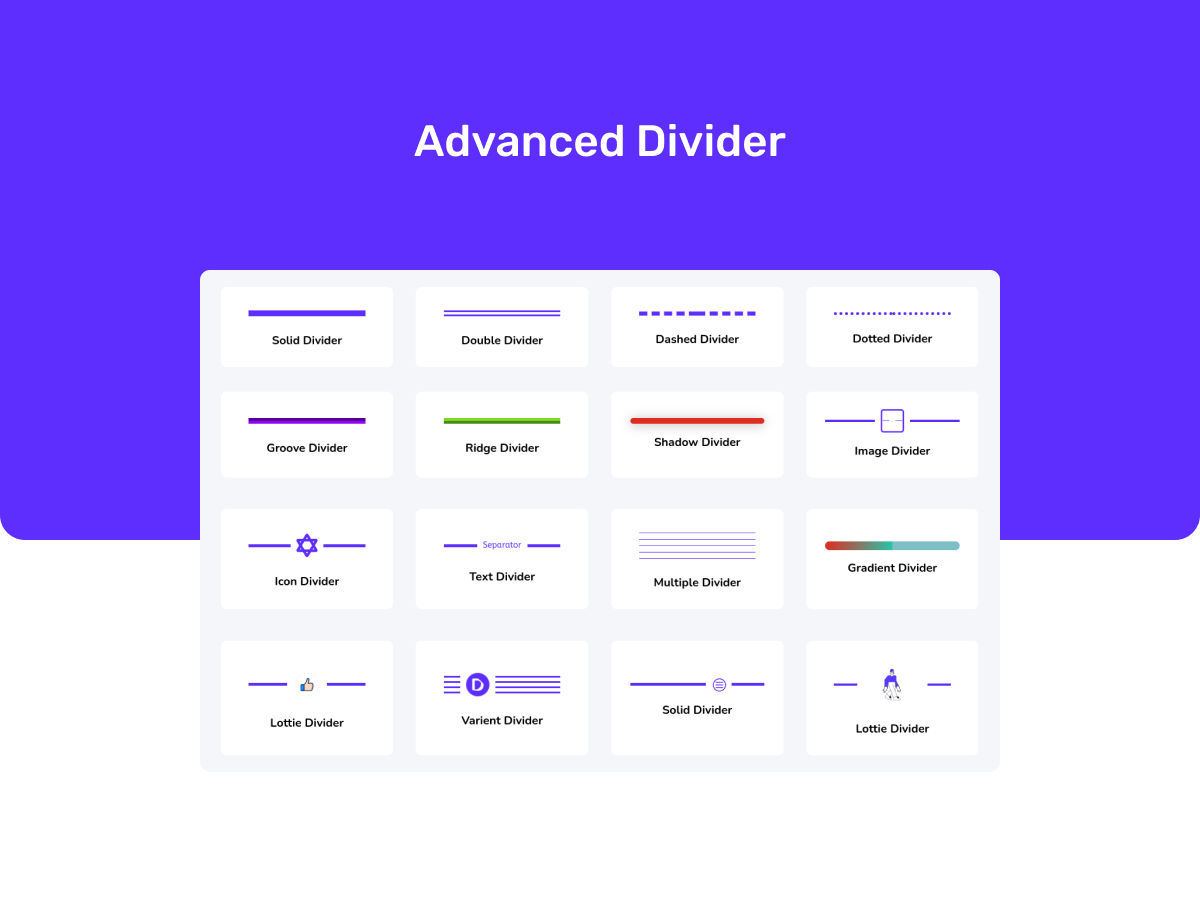 Advanced Divider
Solid Divider
Double Divider
Dashed Divider
Dotted Divider
Groove Divider
Ridge Divider
Shadow Divider
Image Divider
Icon Divider
Separator
Text Divider
Multiple Divider
Gradient Divider
Lottie Divider
D
Varient Divider
Solid Divider
Lottie Divider